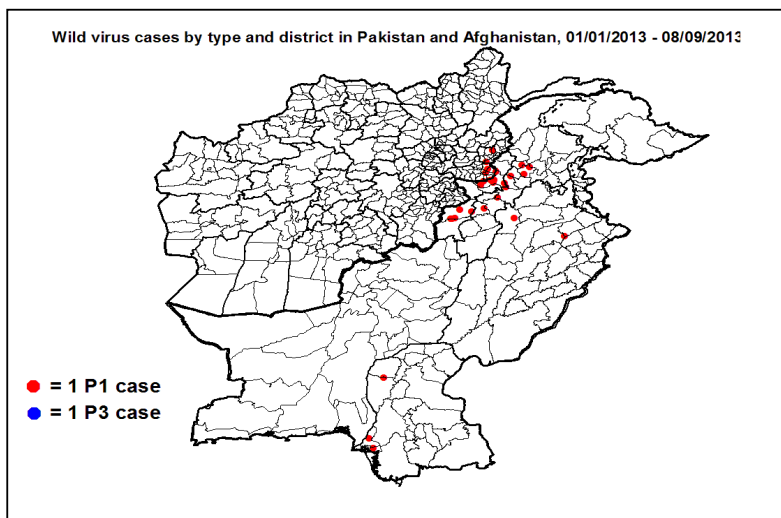 Wild virus cases by type and district in Pakistan and Afghanistan, 01/01/2013 - 08/09/2013
= 1 P1 case
= 1 P3 case